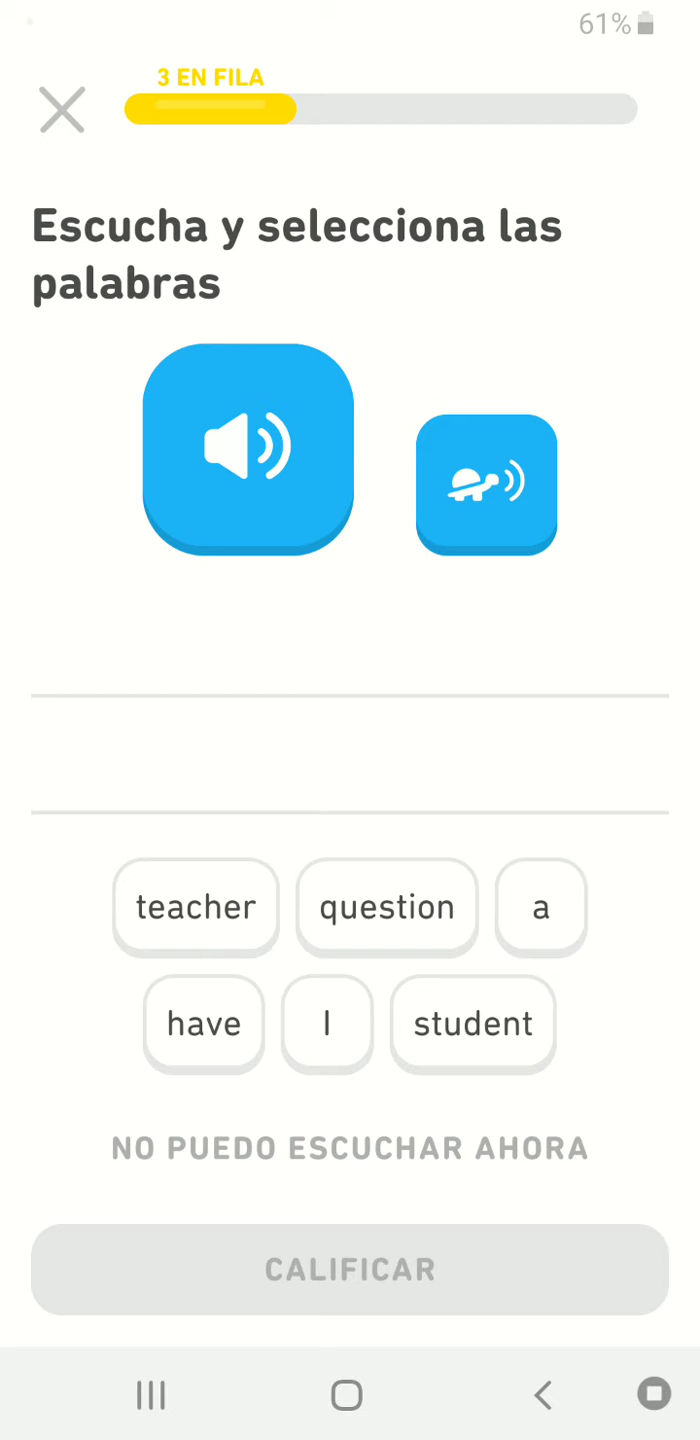 61%
3 EN FILA
Escucha y selecciona las
palabras
teacher question a
have I student
NO PUEDO ESCUCHAR AHORA
CALIFICAR